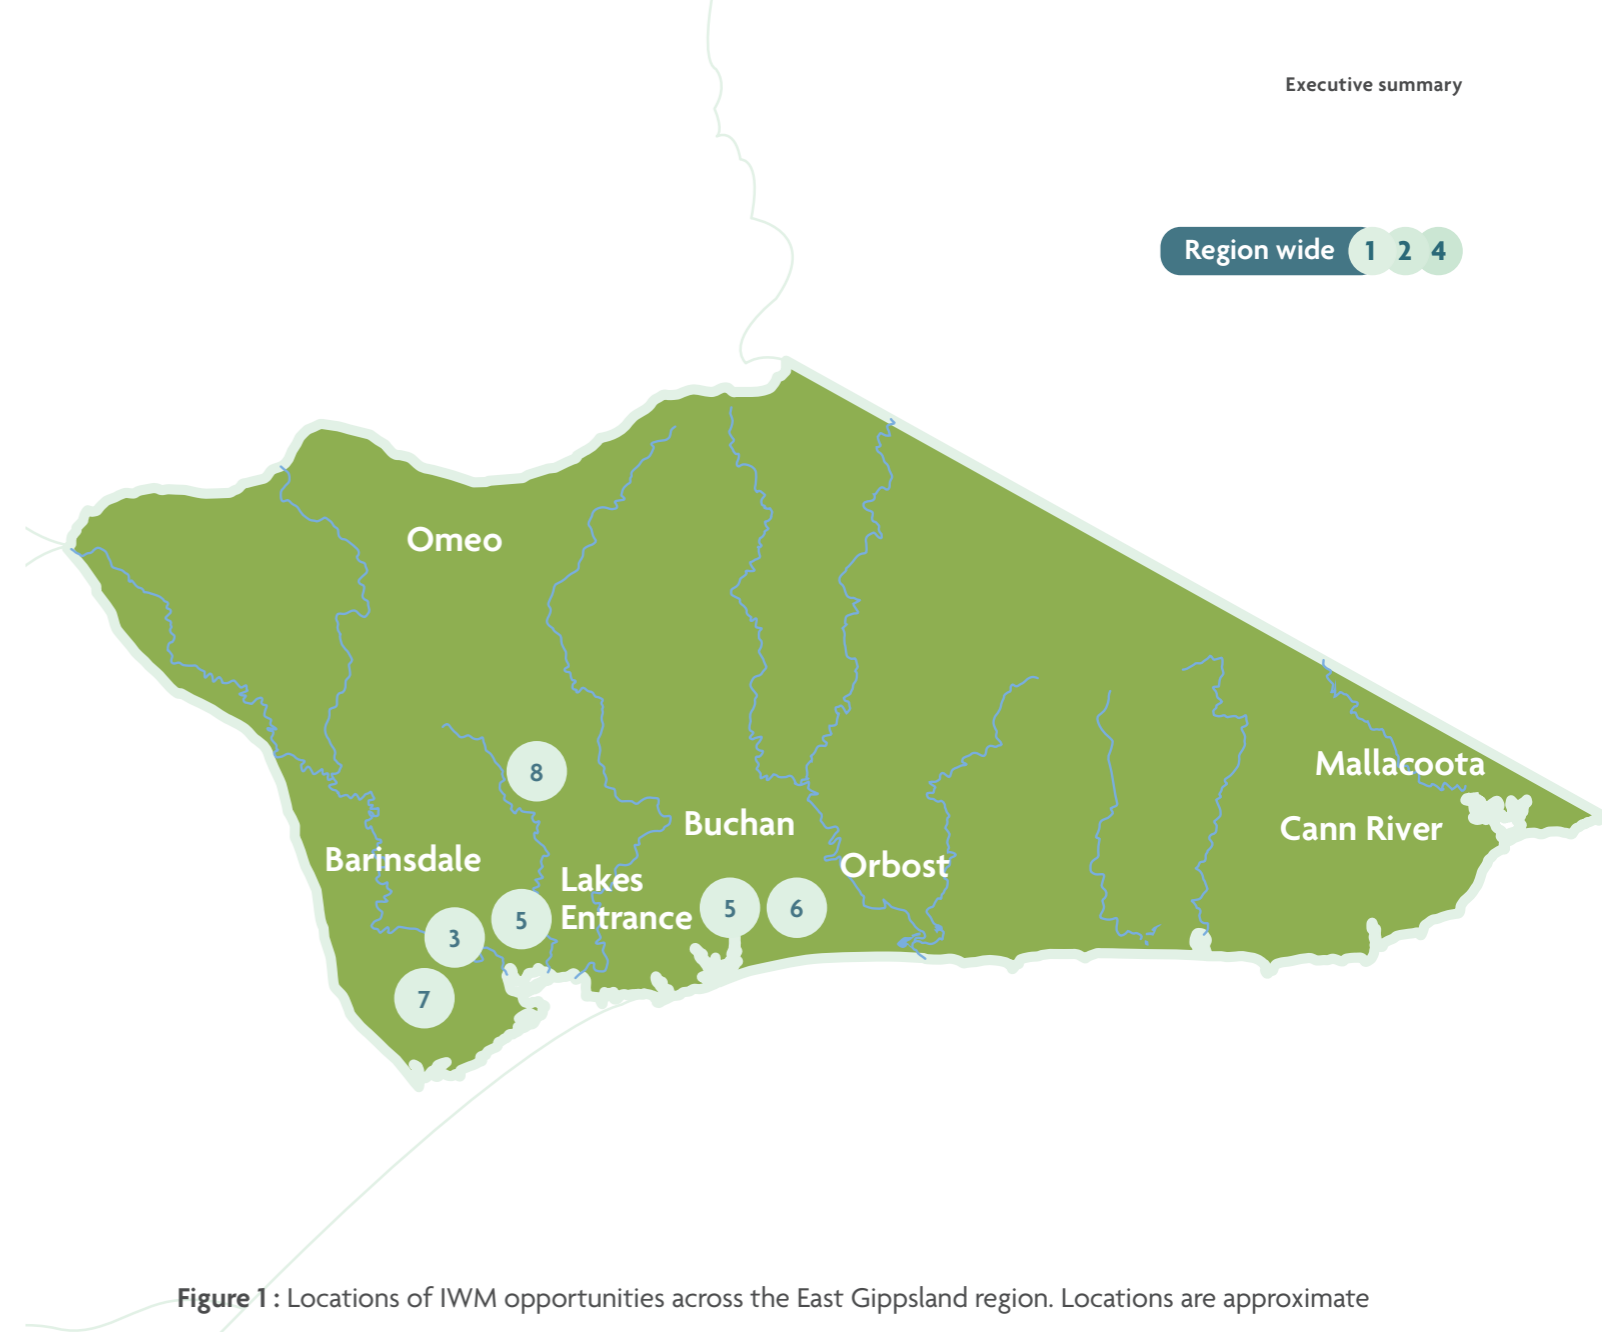 Executive summary
Region wide 1 2 4
Omeo
Mallacoota
8
Buchan
Cann River
Barinsdale
Orbost
Lakes
Entrance
5
6
5
3
7
Figure 1 : Locations of IWM opportunities across the East Gippsland region. Locations are approximate